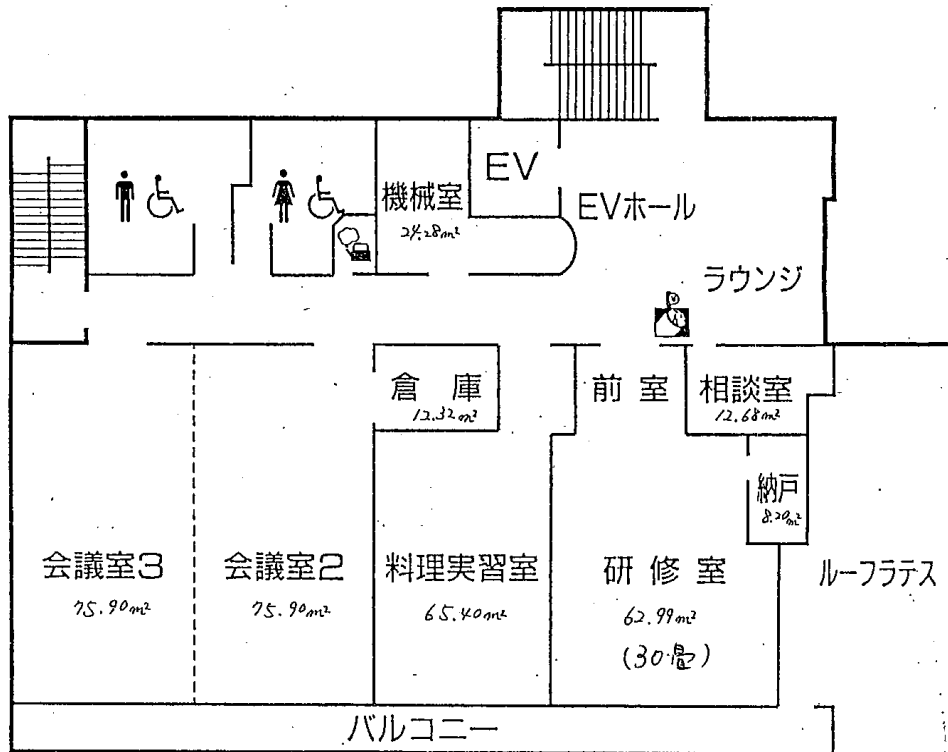 EV
機械室
24.28m²
EVホール
ラウンジ
倉庫
12.32m²
前室
相談室
12.68m²
納戸
8.20m²
会議室3
75.90m²
会議室2
75.90m²
料理実習室
65.40m²
研修室
62.99m²
(30畳)
ルーフラテス
バルコニー